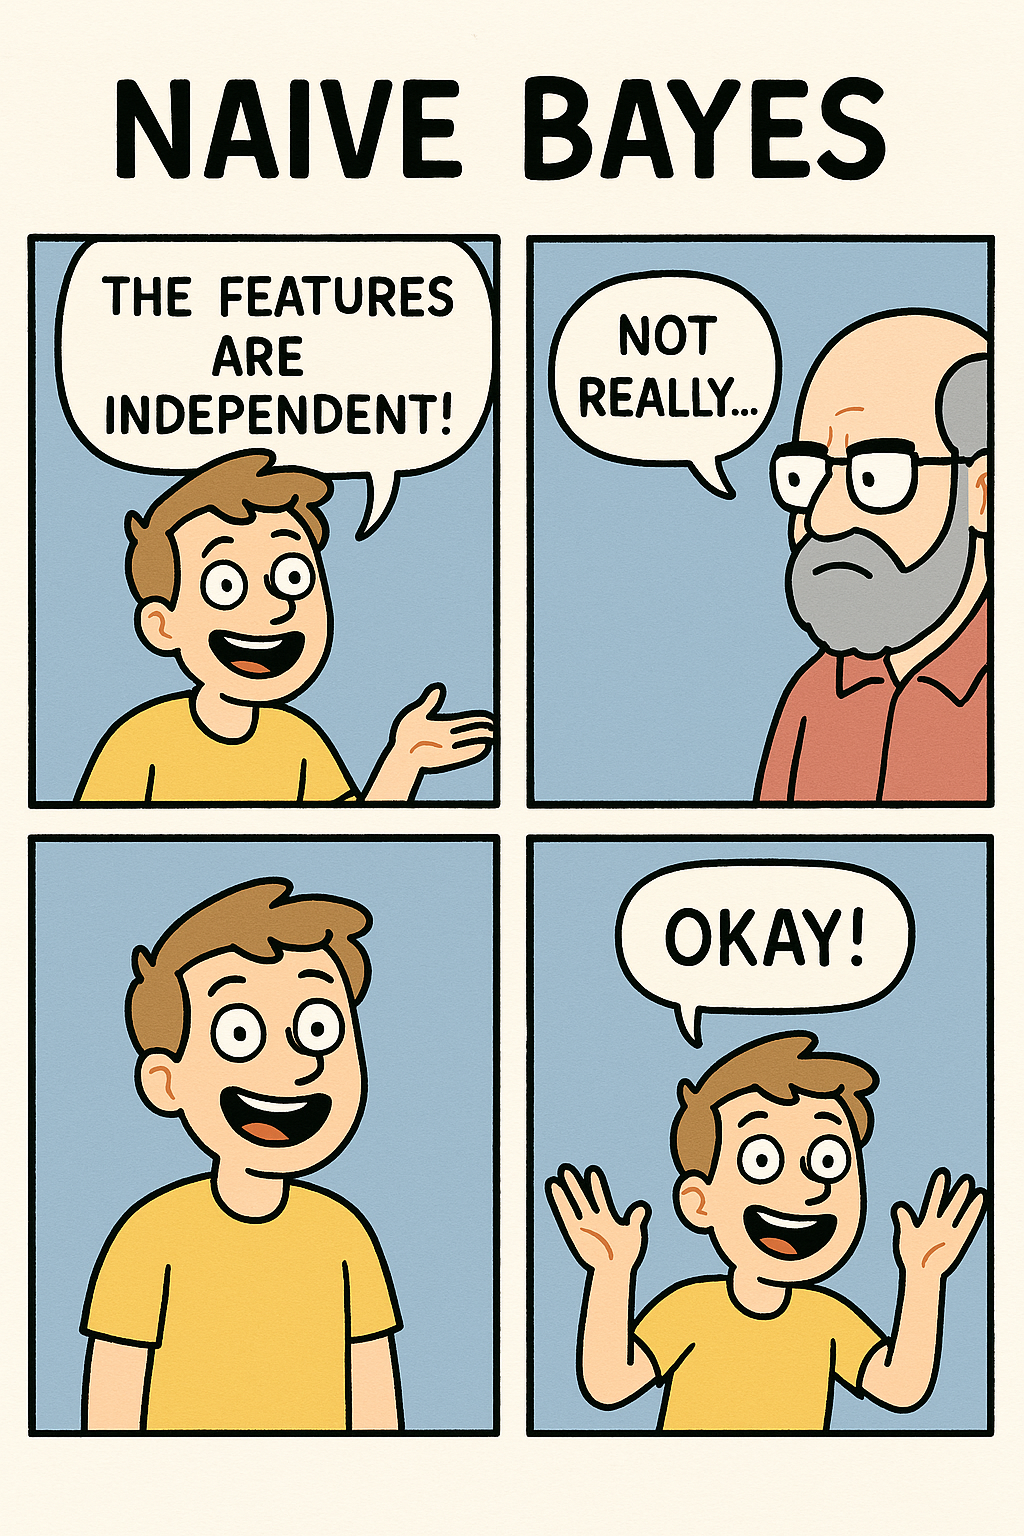 NAIVE BAYES
THE FEATURES
ARE
INDEPENDENT!
NOT
REALLY...
OKAY!